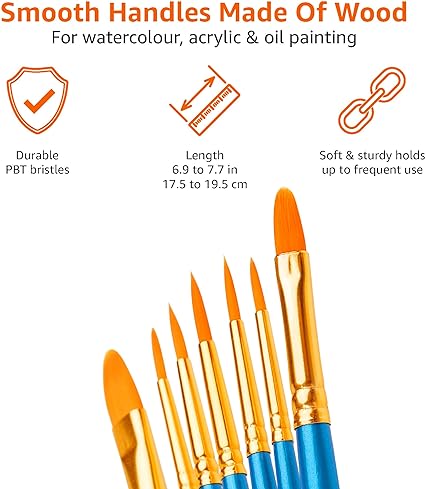 Smooth Handles Made Of Wood
For watercolour, acrylic & oil painting
Durable
PBT bristles
Length
6.9 to 7.7 in
17.5 to 19.5 cm
Soft & sturdy holds
up to frequent use